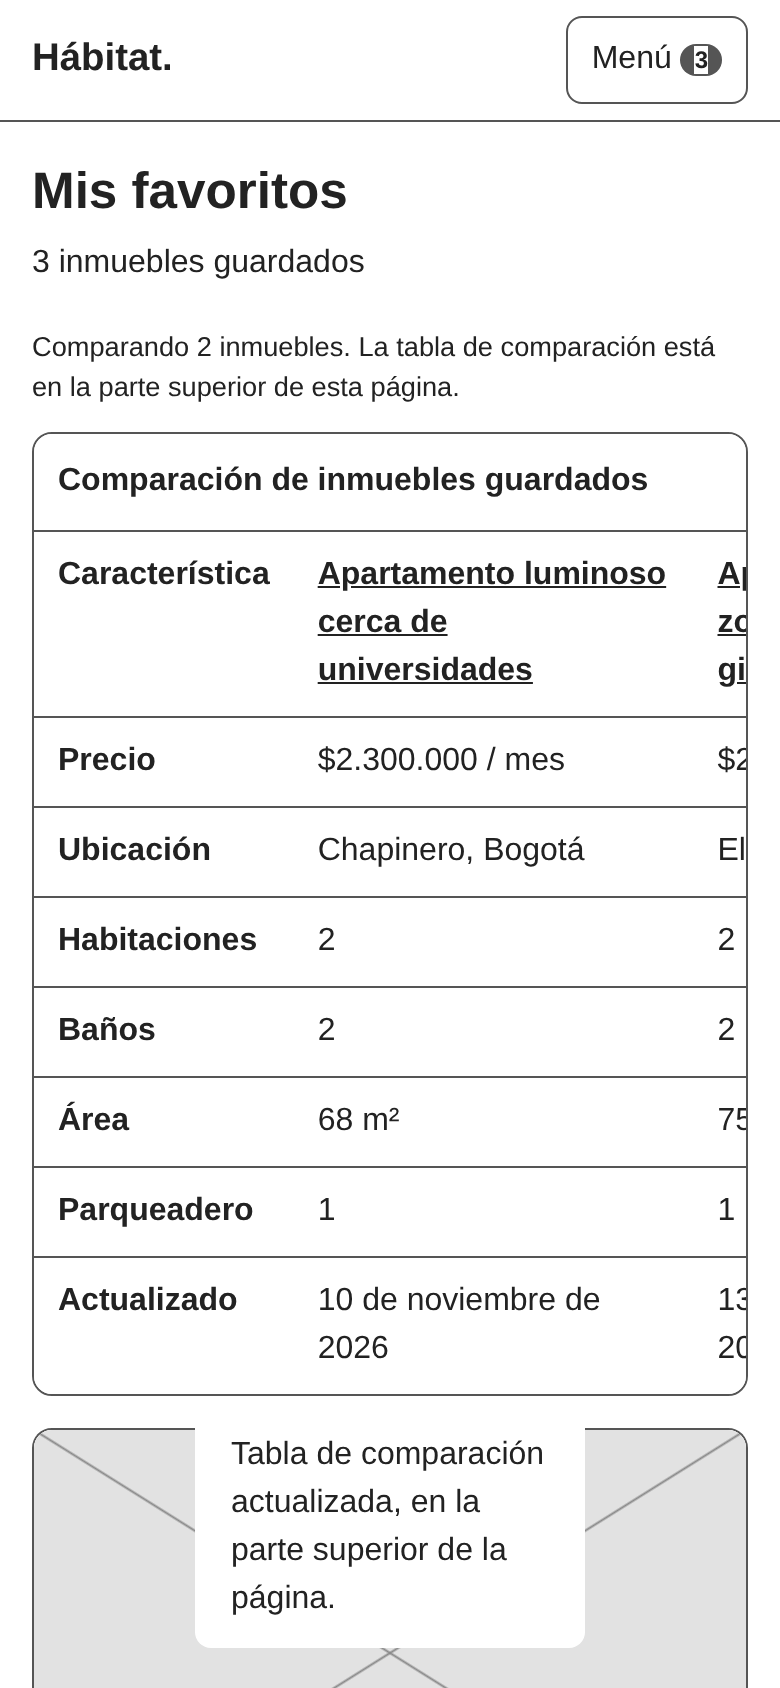 Hábitat.
Menú 3
Mis favoritos
3 inmuebles guardados
Comparando 2 inmuebles. La tabla de comparación está
en la parte superior de esta página.
Comparación de inmuebles guardados
Característica
Apartamento luminoso
cerca de
universidades
Precio
$2.300.000 / mes
Ubicación
Chapinero, Bogotá
Habitaciones
2
2
Baños
2
2
Área
68 m²
Parqueadero
1
1
Actualizado
10 de noviembre de
2026
Tabla de comparación
actualizada, en la
parte superior de la
página.